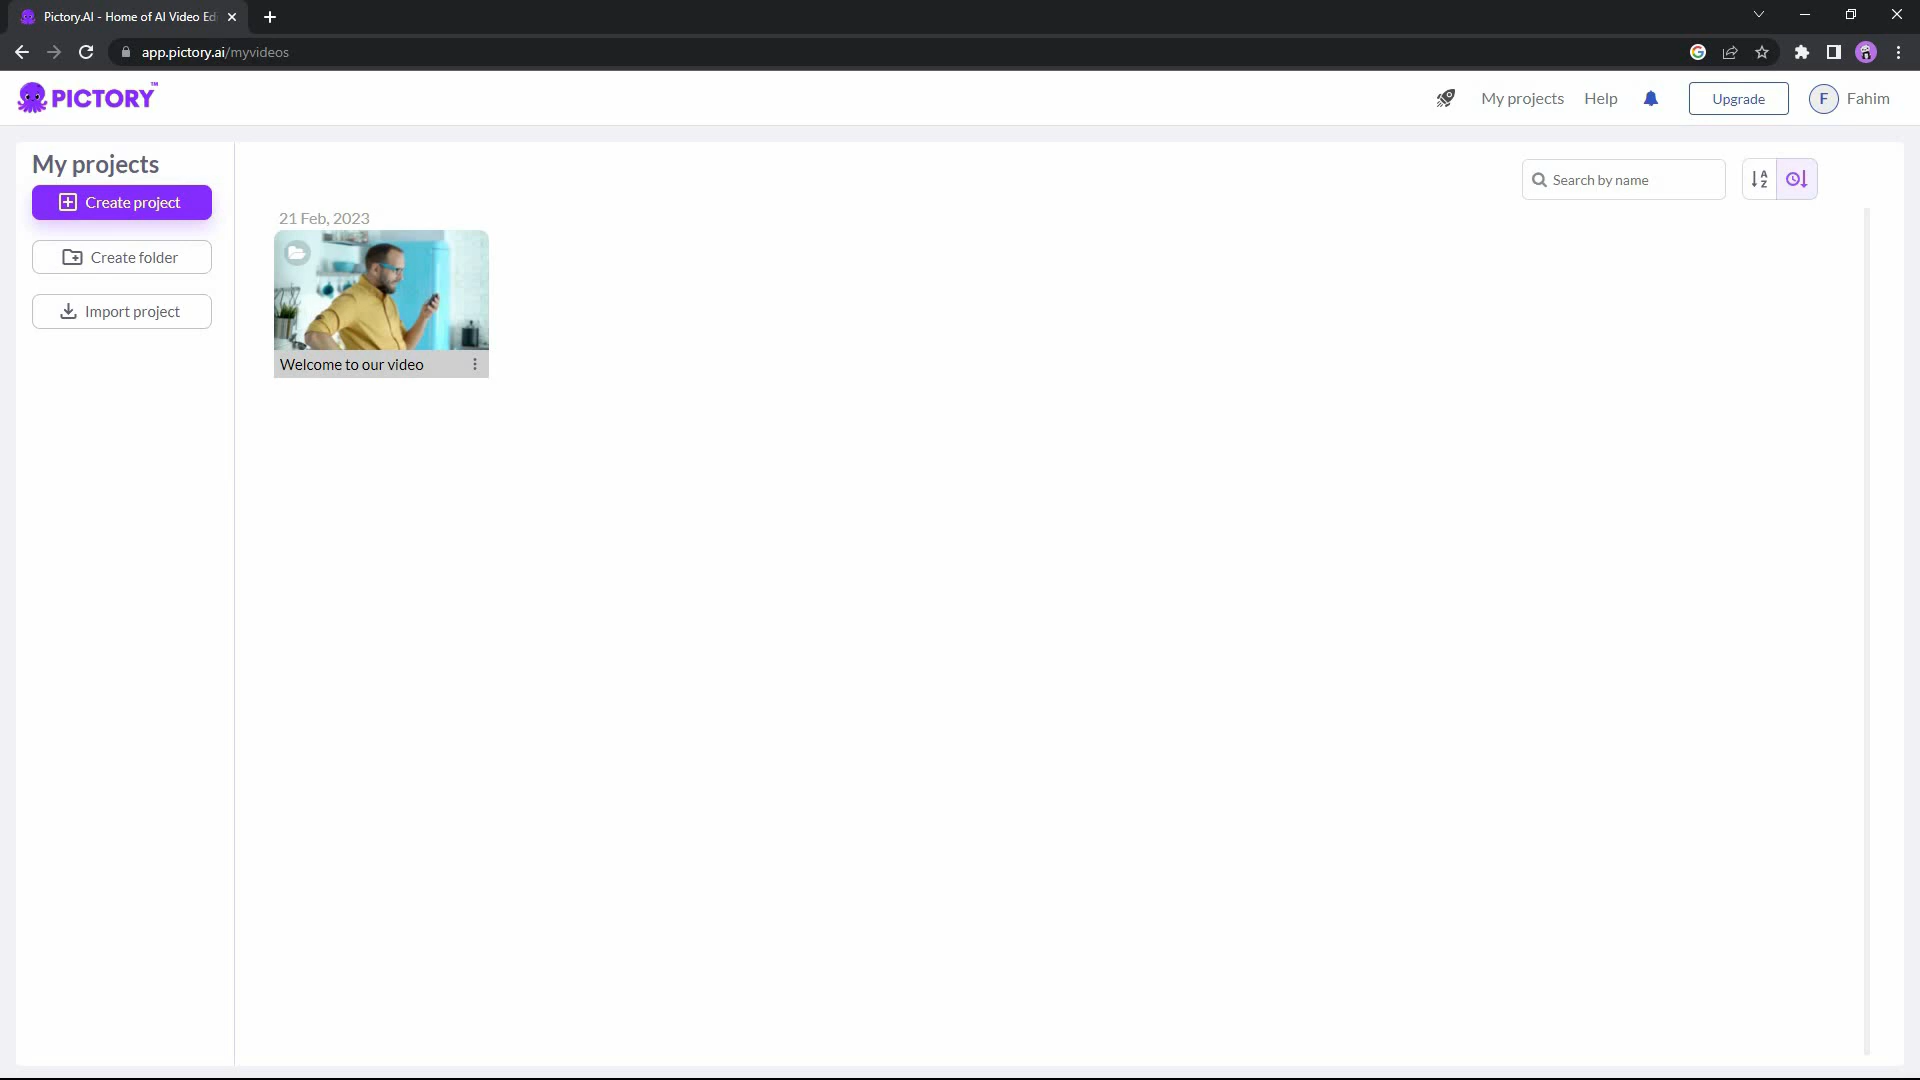 Pictory.AI - Home of AI Video Ed
app.pictory.ai/myvideos
PICTORY™
My projects
Help
Upgrade
F
Fahim
My projects
Create project
Create folder
Import project
Search by name
A
Z
21 Feb, 2023
Welcome to our video